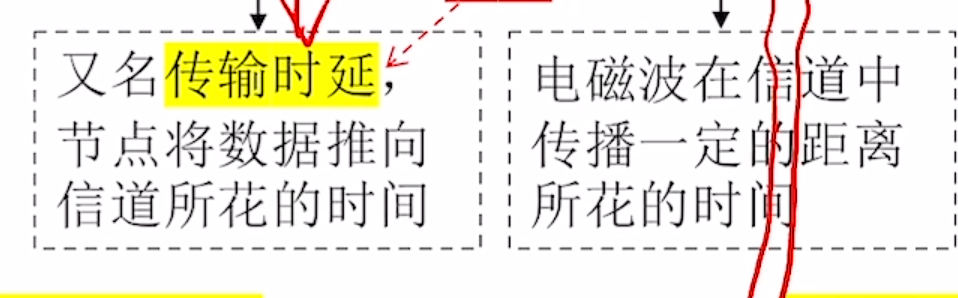 又名传输时延，
节点将数据推向
信道所花的时间
电磁波在信道中
传播一定的距离
所花的时间